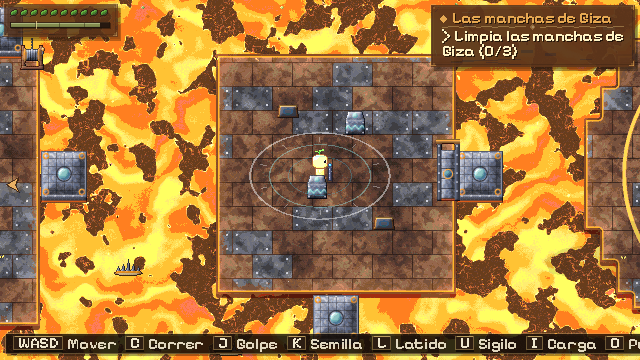 Las manchas de Giza
Limpia las manchas de
Giza (0/3)
WASD Mover C Correr J Golpe K Semilla L Latido U Sigilo I Carga O